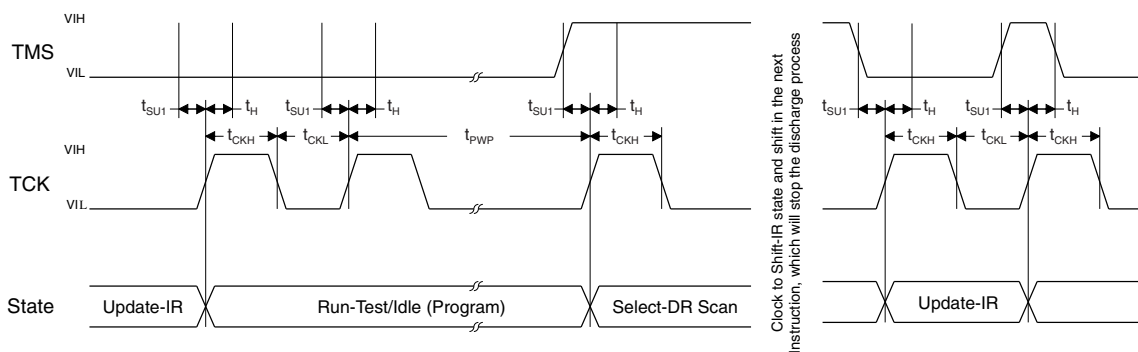 VIH
TMS
VIL
tSU1 tH tSU1 tH tSU1 tH tSU1 tH tSU1 tH
tCKH tCKL tPWP tCKH tCKH tCKL tCKH
VIH
TCK
VIL
State
Update-IR
Run-Test/Idle (Program)
Select-DR Scan
Clock to Shift-IR state and shift in the next
Instruction, which will stop the discharge process
Update-IR